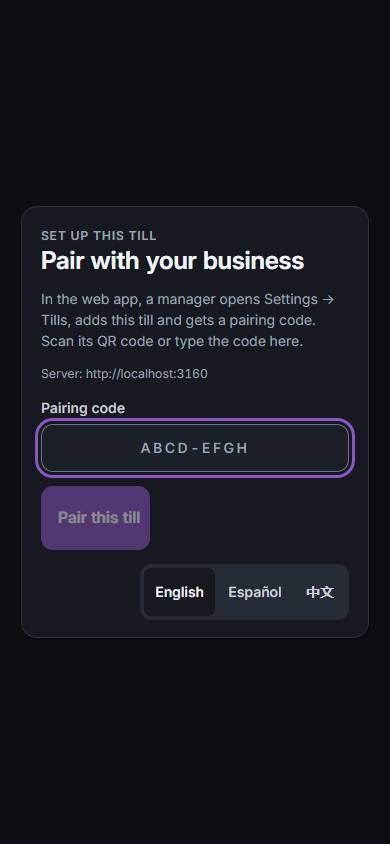 SET UP THIS TILL
Pair with your business
In the web app, a manager opens Settings →
Tills, adds this till and gets a pairing code.
Scan its QR code or type the code here.
Server: http://localhost:3160
Pairing code
ABCD-EFGH
Pair this till
English Español 中文